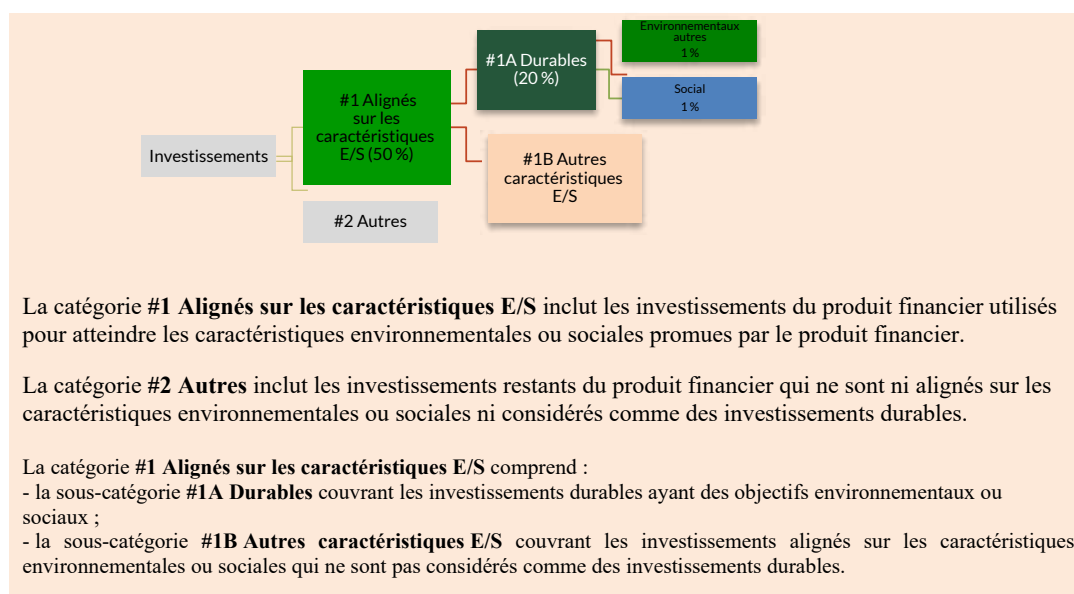 Environnementaux
autres
1 %
#1A Durables
(20 %)
Social
1 %
#1 Alignés
sur les
caractéristiques
E/S (50 %)
Investissements
#1B Autres
caractéristiques
E/S
#2 Autres
La catégorie #1 Alignés sur les caractéristiques E/S inclut les investissements du produit financier utilisés
pour atteindre les caractéristiques environnementales ou sociales promues par le produit financier.
La catégorie #2 Autres inclut les investissements restants du produit financier qui ne sont ni alignés sur les
caractéristiques environnementales ou sociales ni considérés comme des investissements durables.
La catégorie #1 Alignés sur les caractéristiques E/S comprend :
- la sous-catégorie #1A Durables couvrant les investissements durables ayant des objectifs environnementaux ou
sociaux ;
- la sous-catégorie #1B Autres caractéristiques E/S couvrant les investissements alignés sur les caractéristiques
environnementales ou sociales qui ne sont pas considérés comme des investissements durables.